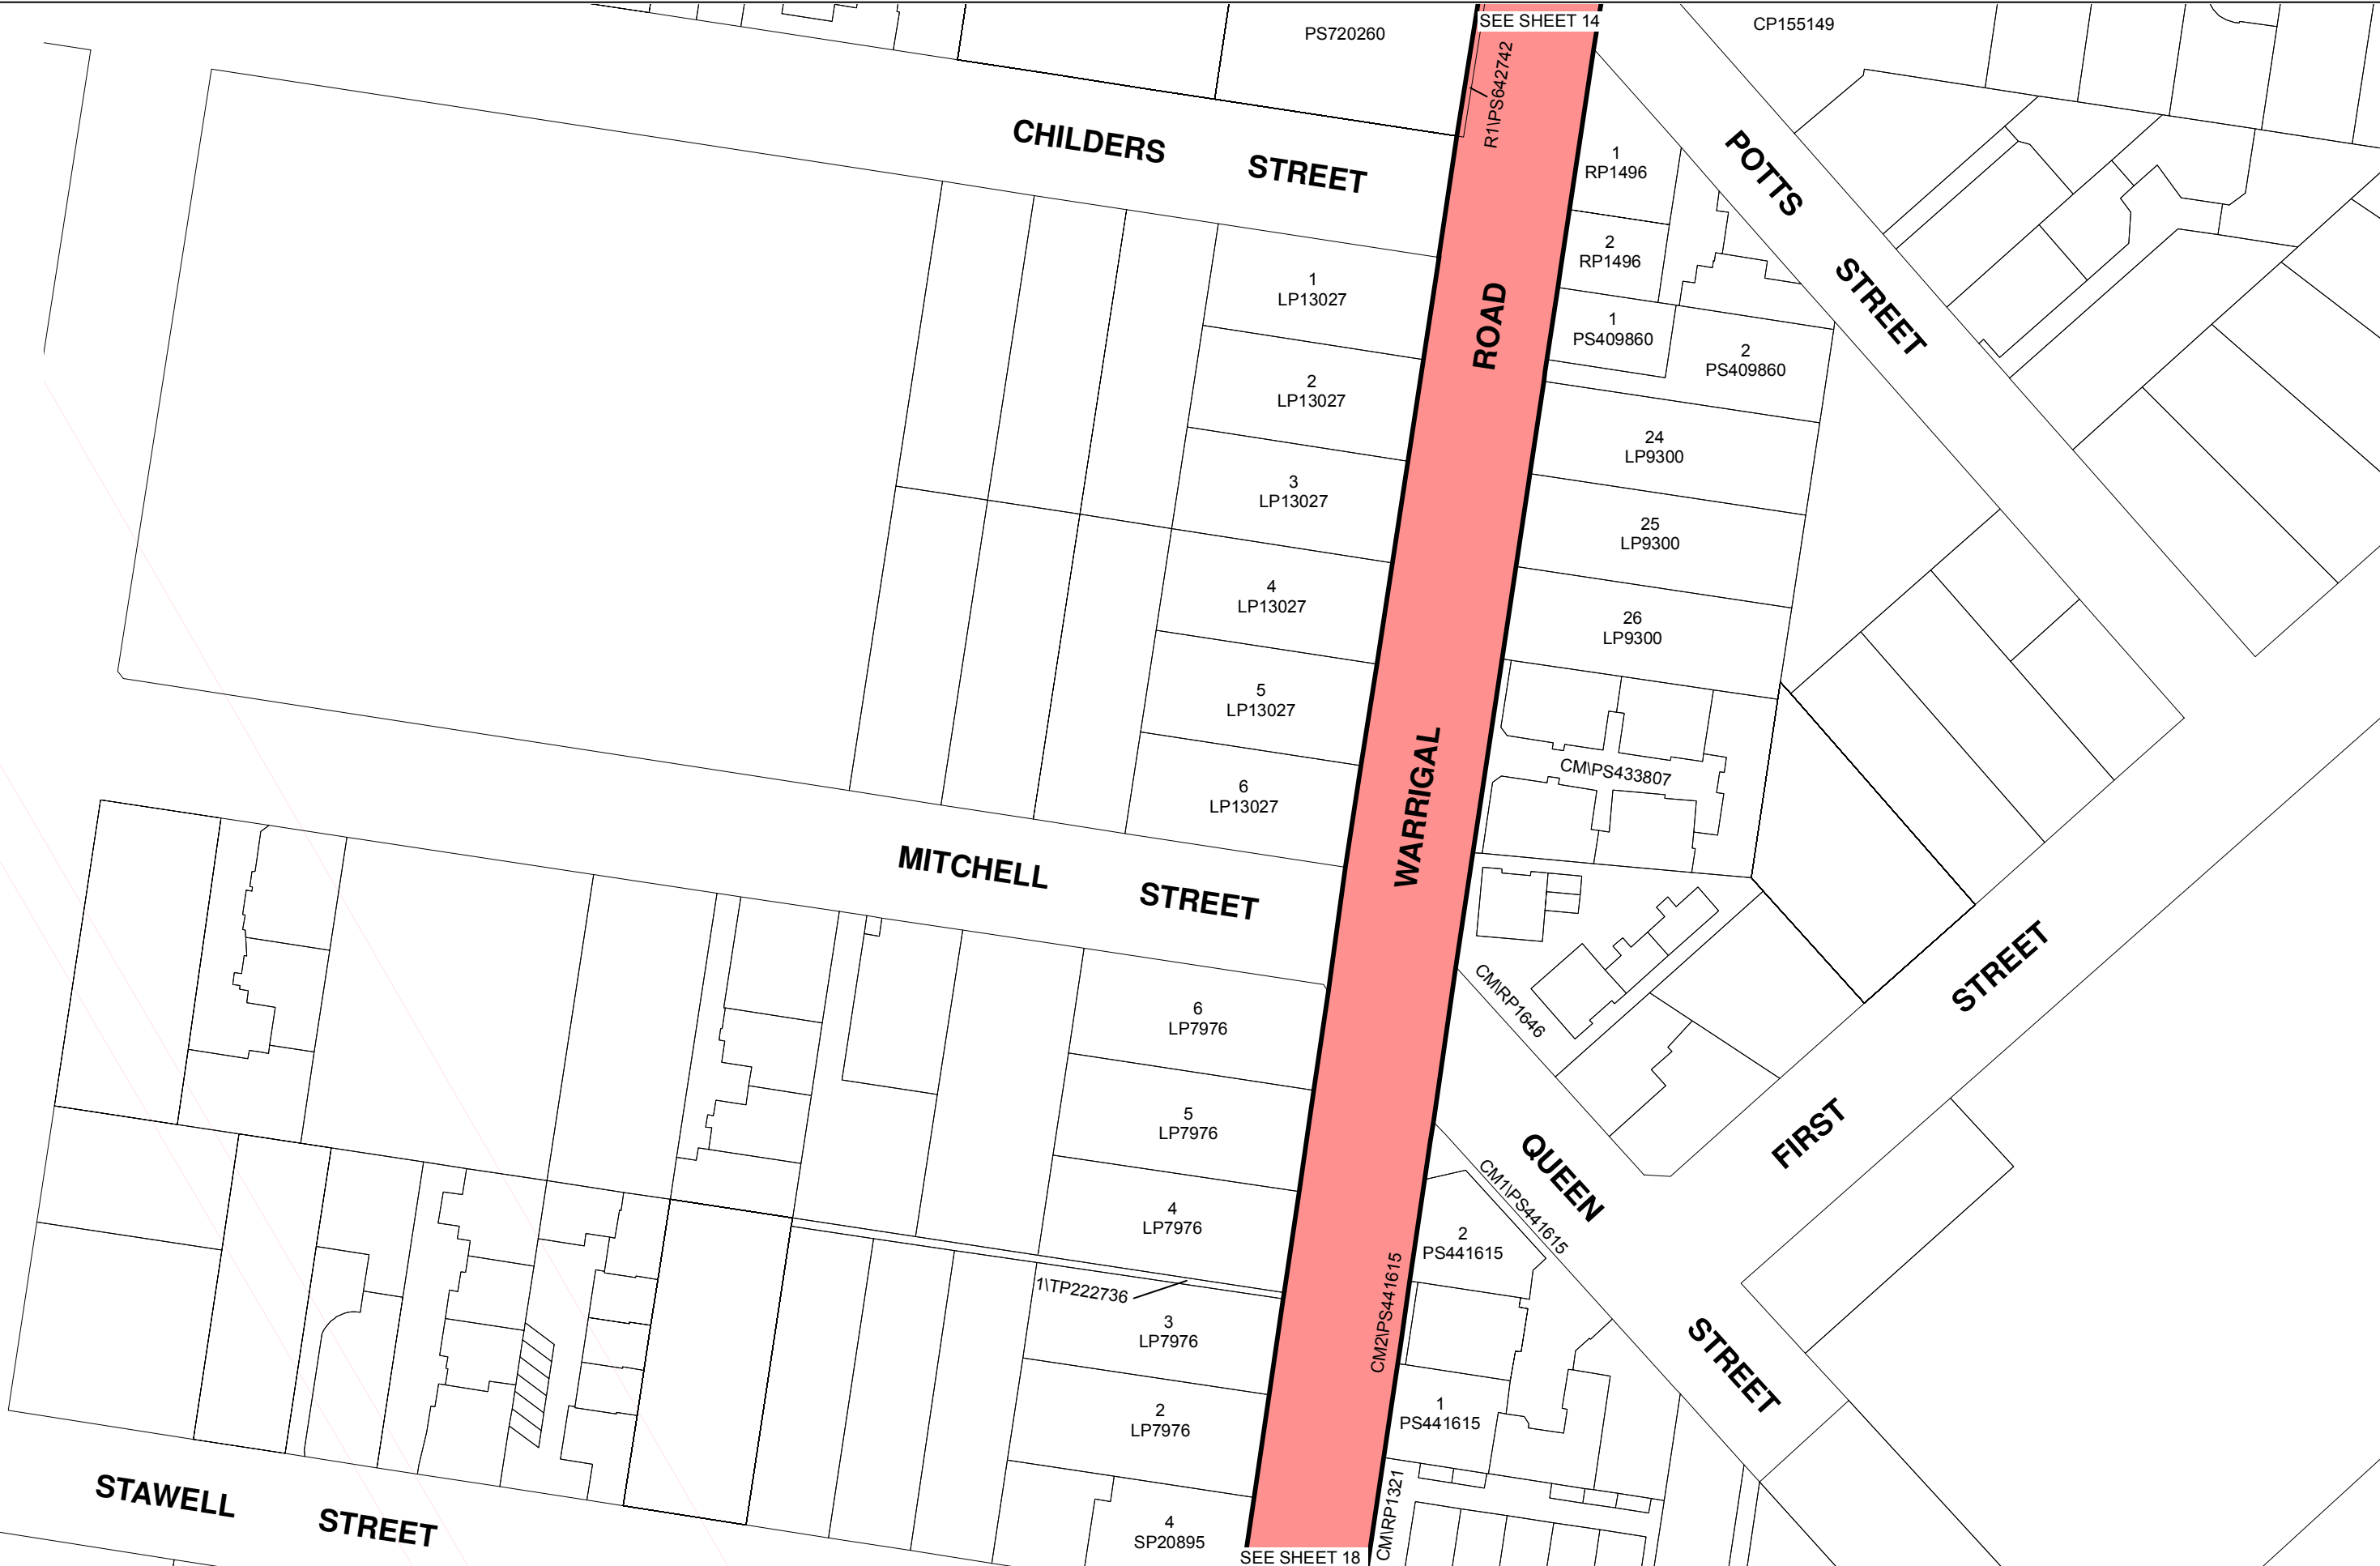 SEE SHEET 14
CP155149
PS720260
R1\PS642742
CHILDERS STREET
POTTS STREET
1
RP1496
2
RP1496
1
LP13027
ROAD
1
PS409860
2
PS409860
2
LP13027
24
LP9300
3
LP13027
25
LP9300
4
LP13027
26
LP9300
5
LP13027
CM\PS433807
6
LP13027
WARRIGAL
MITCHELL STREET
FIRST STREET
CM\RP1646
6
LP7976
5
LP7976
QUEEN STREET
CM1\PS441615
4
LP7976
2
PS441615
1\TP222736
CM2\PS441615
3
LP7976
2
LP7976
1
PS441615
STAWELL STREET
4
SP20895
CM\RP1321
SEE SHEET 18